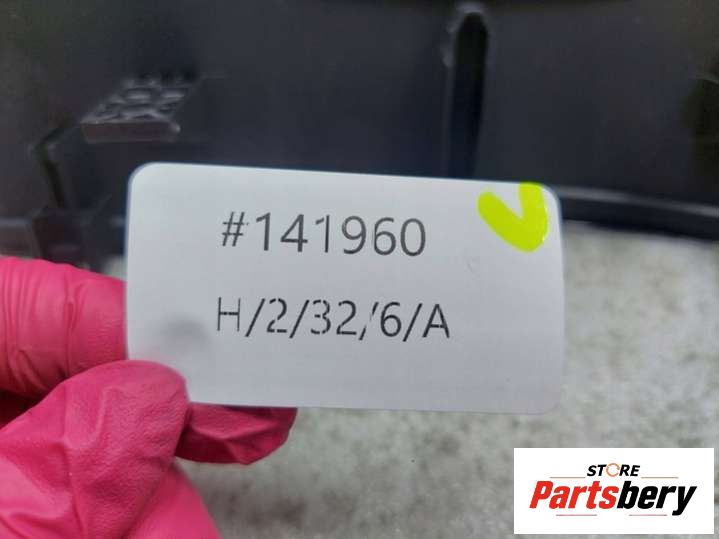 #141960
H/2/32/6/A
STORE
Partsbery